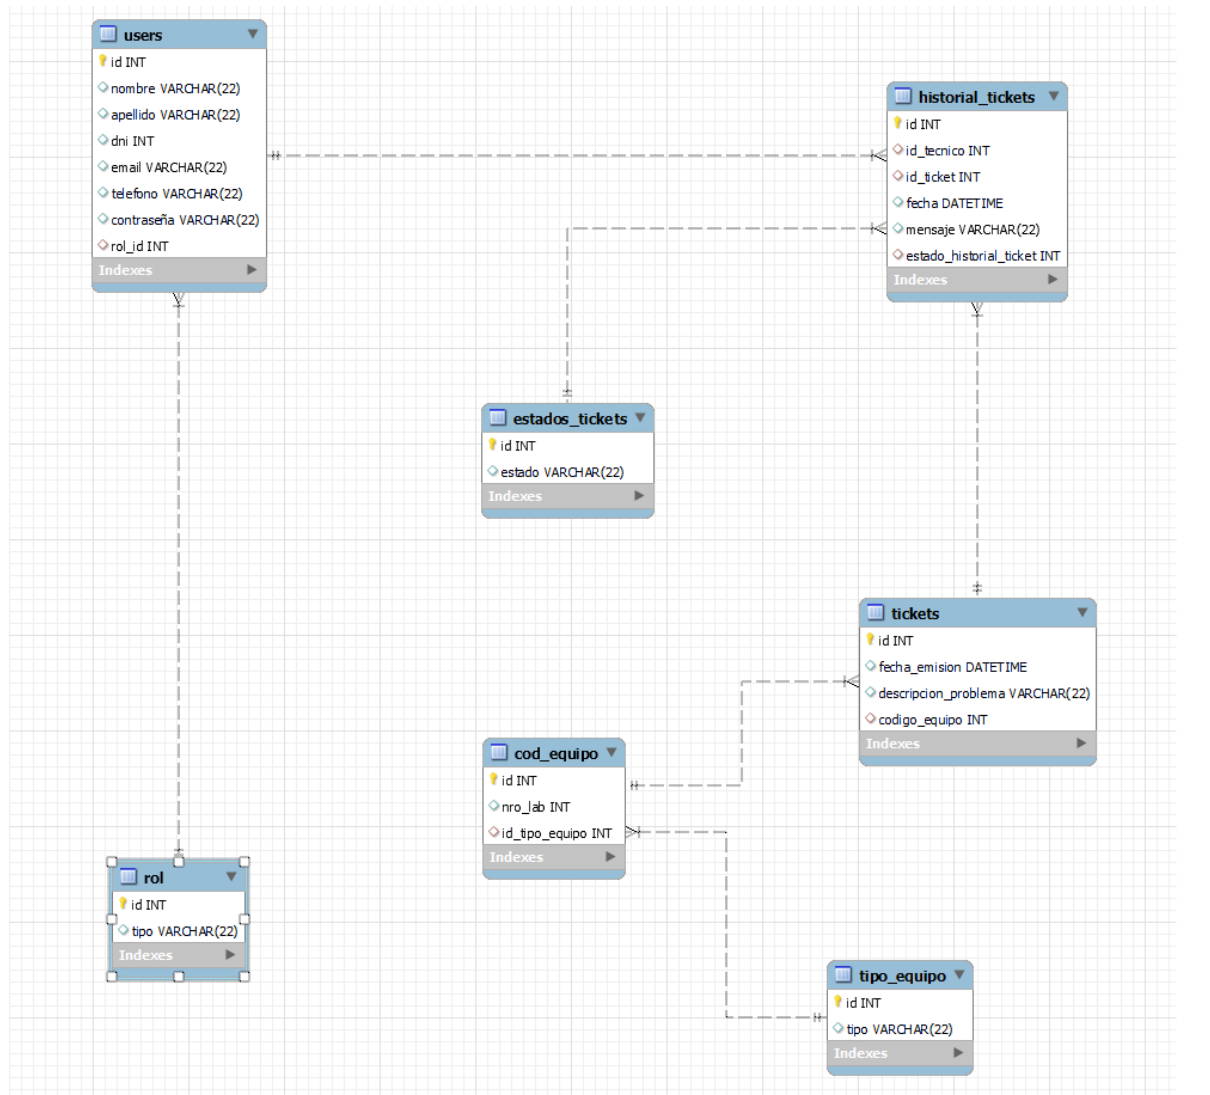 users
id INT
nombre VARCHAR(22)
apellido VARCHAR(22)
dni INT
email VARCHAR(22)
telefono VARCHAR(22)
contraseña VARCHAR(22)
rol_id INT
Indexes
historial_tickets
id INT
id_tecnico INT
id_ticket INT
fecha DATETIME
mensaje VARCHAR(22)
estado_historial_ticket INT
Indexes
estados_tickets
id INT
estado VARCHAR(22)
Indexes
tickets
id INT
fecha_emision DATETIME
descripcion_problema VARCHAR(22)
codigo_equipo INT
Indexes
cod_equipo
id INT
nro_lab INT
id_tipo_equipo INT
Indexes
rol
id INT
tipo VARCHAR(22)
Indexes
tipo_equipo
id INT
tipo VARCHAR(22)
Indexes